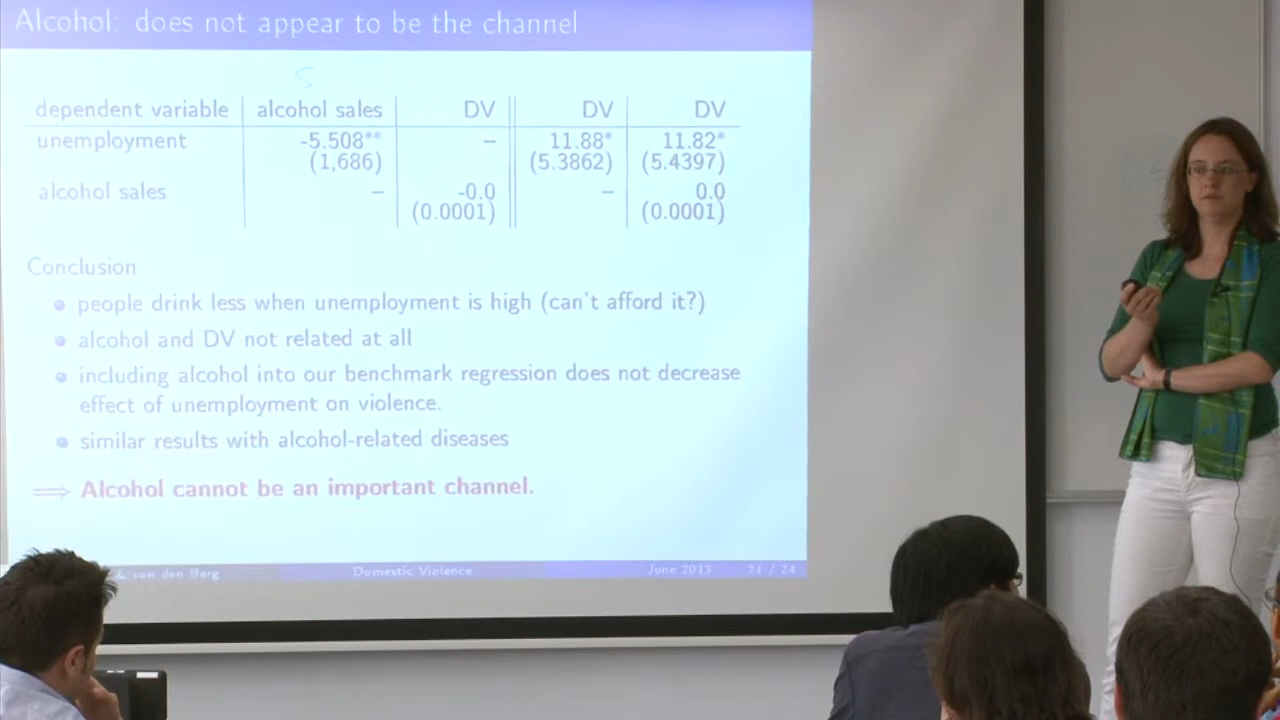 Alcohol: does not appear to be the channel
dependent variable alcohol sales DV DV DV
unemployment -5.508** – 11.88* 11.82*
(1,686) (5.3862) (5.4397)
alcohol sales – -0.0 – 0.0
(0.0001) (0.0001)
Conclusion
people drink less when unemployment is high (can't afford it?)
alcohol and DV not related at all
including alcohol into our benchmark regression does not decrease
effect of unemployment on violence.
similar results with alcohol-related diseases
⟹ Alcohol cannot be an important channel.
& van den Berg Domestic Violence June 2013 21 / 24